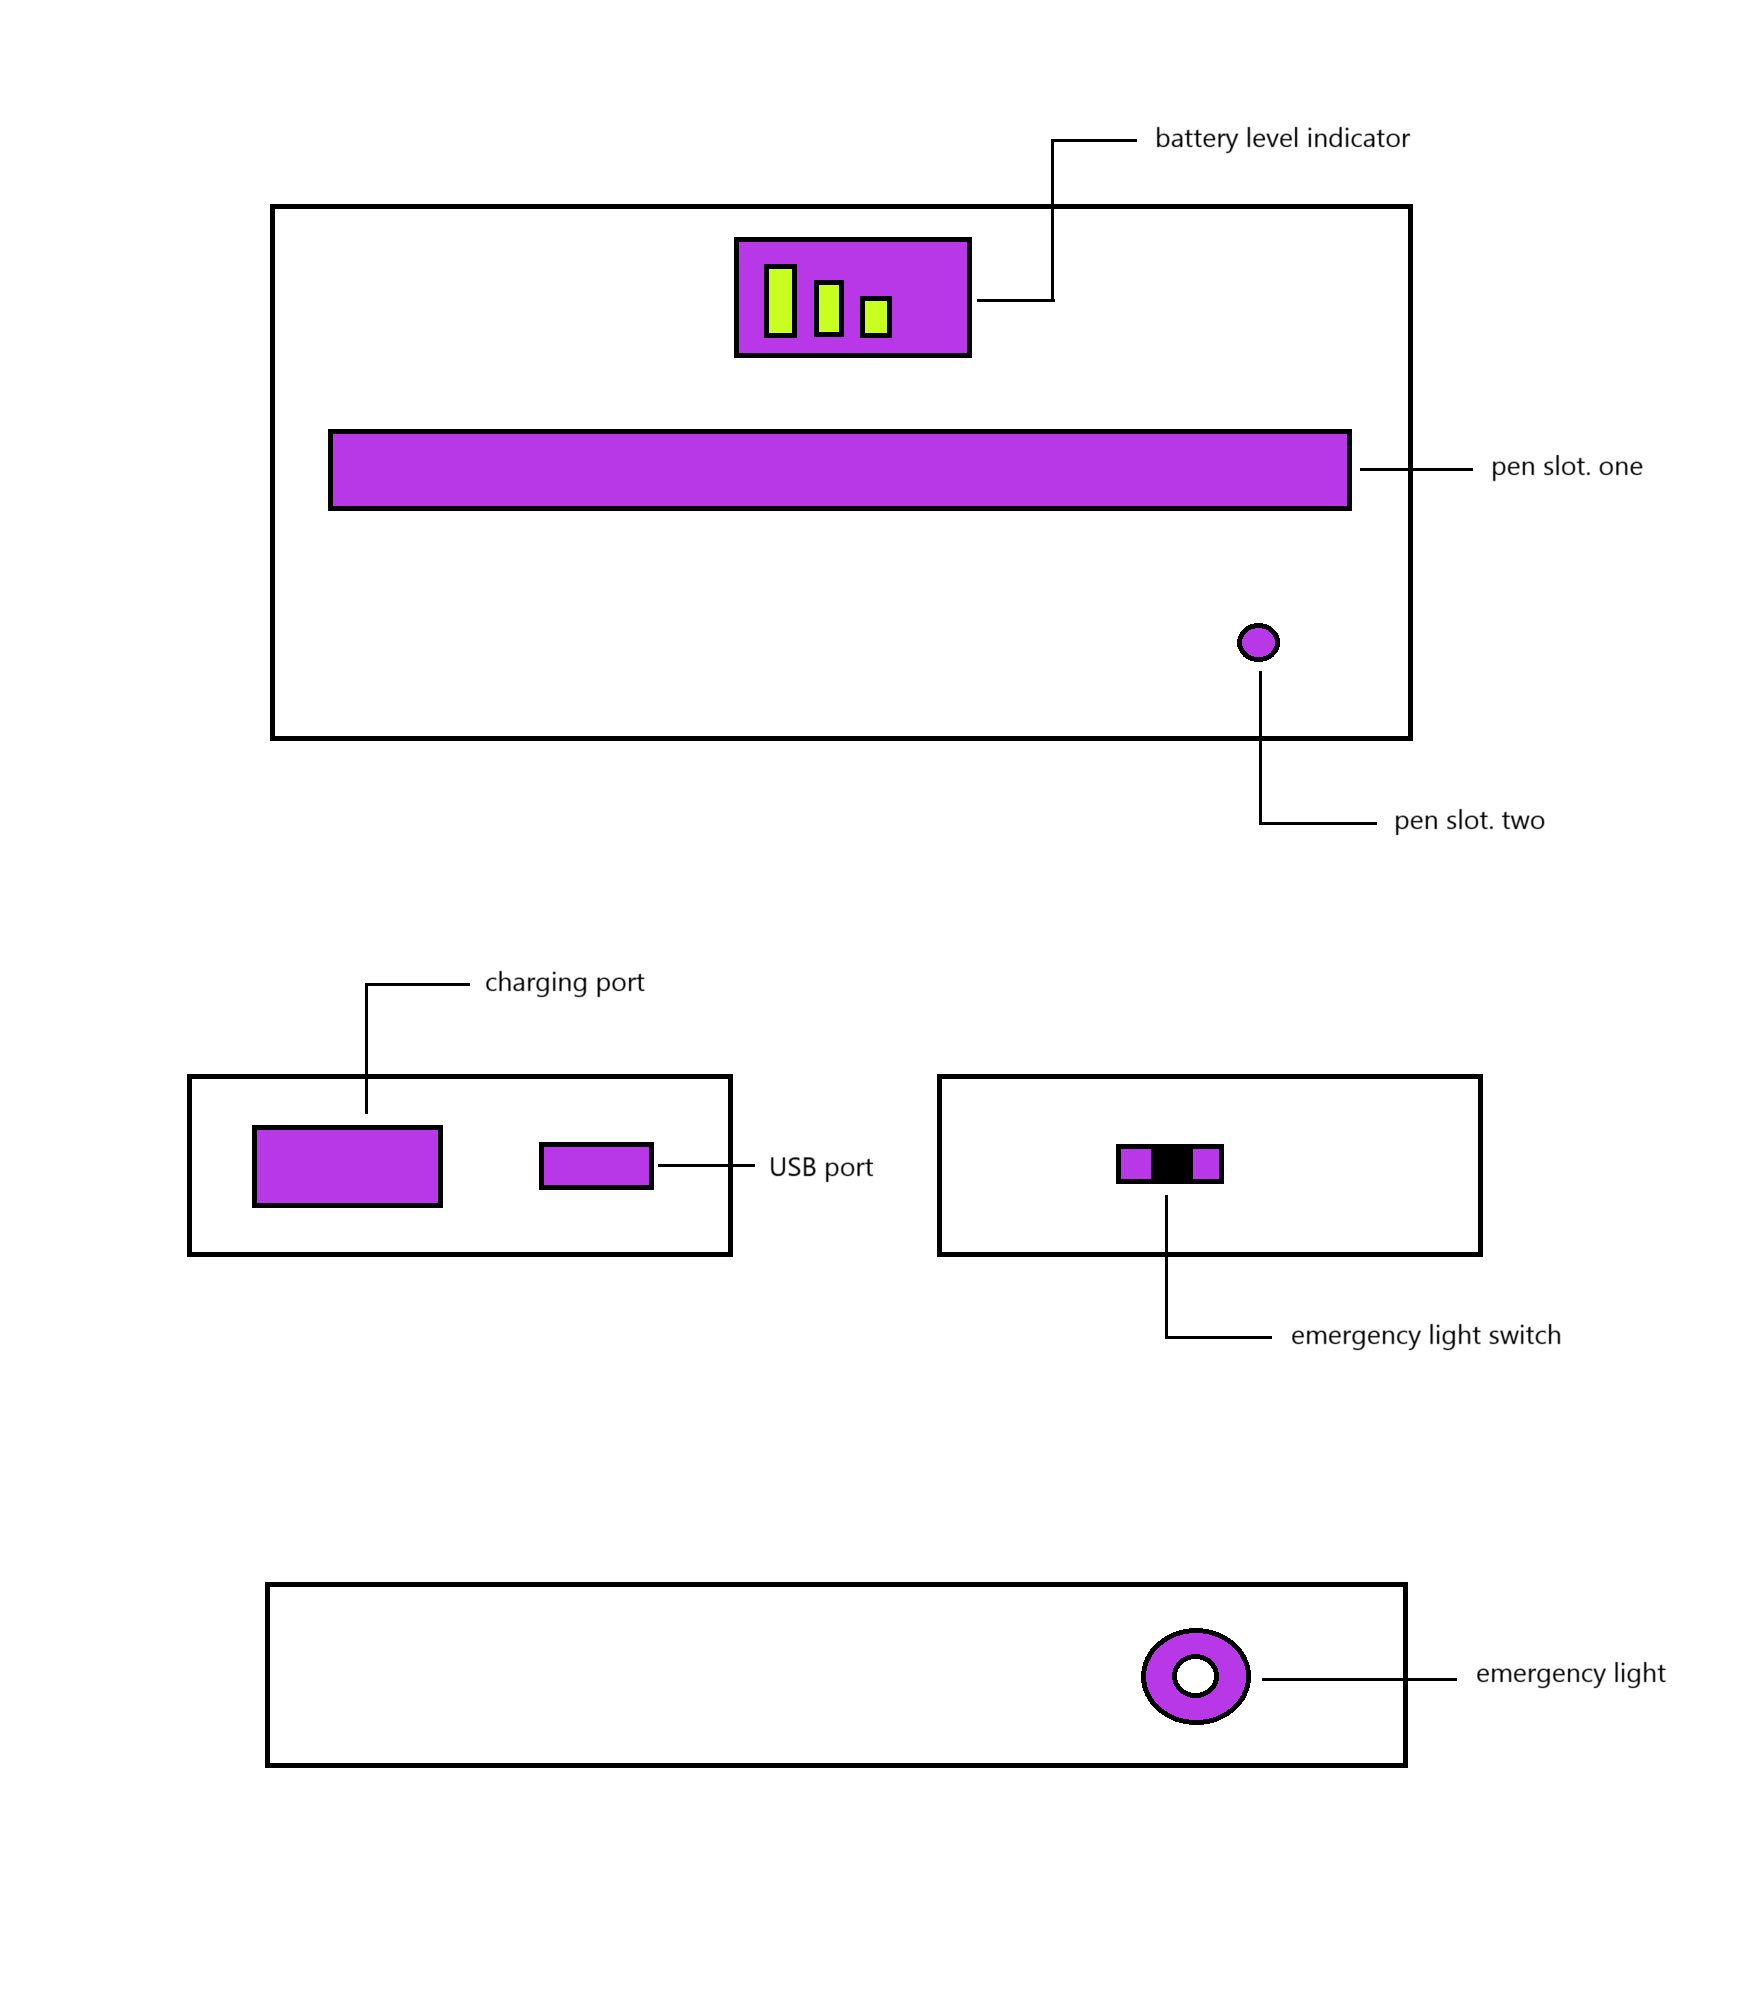 battery level indicator
pen slot. one
pen slot. two
charging port
USB port
emergency light switch
emergency light